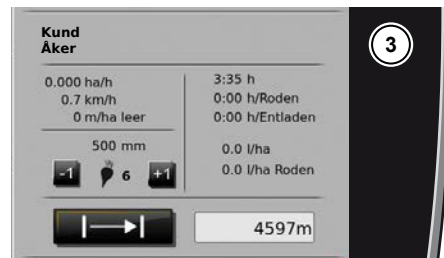 Kund
Åker
3
0.000 ha/h
0.7 km/h
0 m/ha leer
3:35 h
0:00 h/Roden
0:00 h/Entladen
500 mm
-1
6
+1
0.0 l/ha
0.0 l/ha Roden
4597m